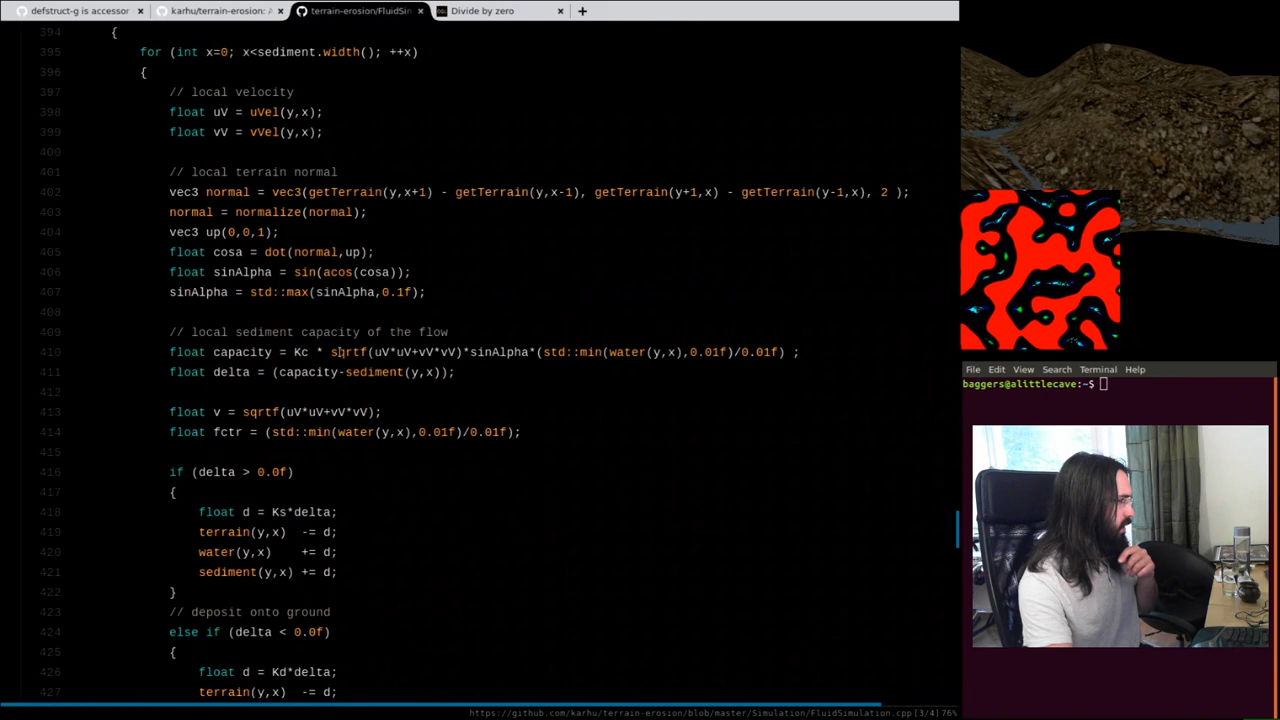 defstruct-g is accessor ×
karhu/terrain-erosion: A ×
terrain-erosion/FluidSim ×
Divide by zero ×
+
394 {
395 for (int x=0; x<sediment.width(); ++x)
396 {
397 // local velocity
398 float uV = uVel(y,x);
399 float vV = vVel(y,x);
400
401 // local terrain normal
402 vec3 normal = vec3(getTerrain(y,x+1) - getTerrain(y,x-1), getTerrain(y+1,x) - getTerrain(y-1,x), 2 );
403 normal = normalize(normal);
404 vec3 up(0,0,1);
405 float cosa = dot(normal,up);
406 float sinAlpha = sin(acos(cosa));
407 sinAlpha = std::max(sinAlpha,0.1f);
408
409 // local sediment capacity of the flow
410 float capacity = Kc * sqrtf(uV*uV+vV*vV)*sinAlpha*(std::min(water(y,x),0.01f)/0.01f) ;
411 float delta = (capacity-sediment(y,x));
412
413 float v = sqrtf(uV*uV+vV*vV);
414 float fctr = (std::min(water(y,x),0.01f)/0.01f);
415
416 if (delta > 0.0f)
417 {
418 float d = Ks*delta;
419 terrain(y,x) -= d;
420 water(y,x) += d;
421 sediment(y,x) += d;
422 }
423 // deposit onto ground
424 else if (delta < 0.0f)
425 {
426 float d = Kd*delta;
427 terrain(y,x) -= d;
https://github.com/karhu/terrain-erosion/blob/master/Simulation/FluidSimulation.cpp[3/4]76%
File Edit View Search Terminal Help
baggers@alittlecave:~$